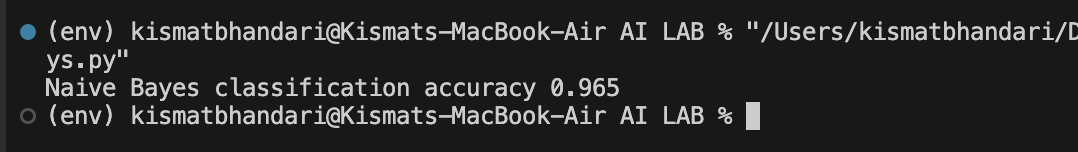 (env) kismatbhandari@Kismats-MacBook-Air AI LAB % "/Users/kismatbhandari/D
ys.py"
Naive Bayes classification accuracy 0.965
(env) kismatbhandari@Kismats-MacBook-Air AI LAB %